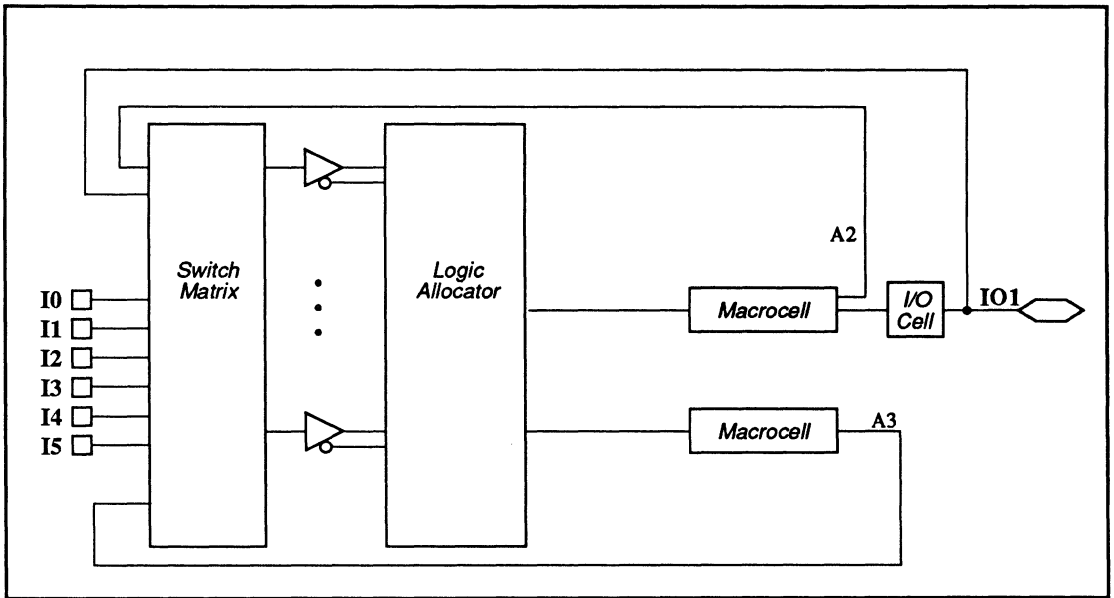 A2
Switch
Matrix
Logic
Allocator
I0
I1
I2
I3
I4
I5
Macrocell
I/O
Cell
IO1
Macrocell
A3